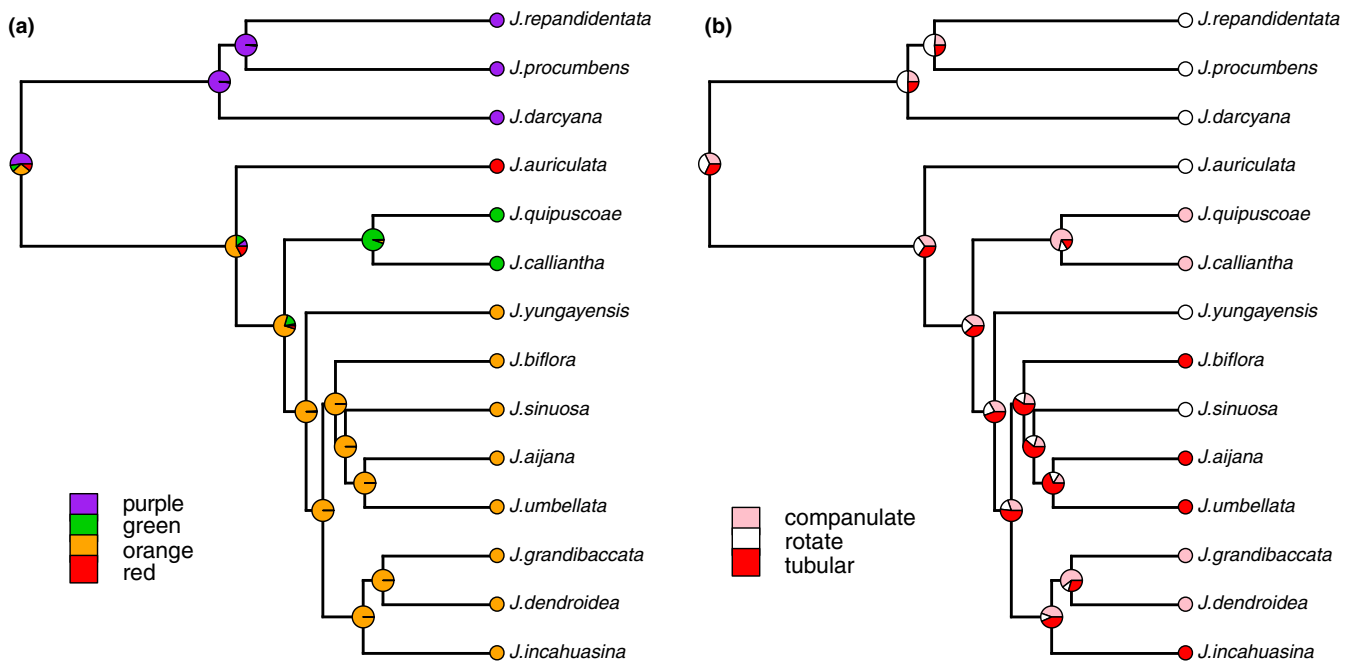 (a)
J.repandidentata
J.procumbens
J.darcyana
J.auriculata
J.quipuscoae
J.calliantha
J.yungayensis
J.biflora
J.sinuosa
J.aijana
J.umbellata
J.grandibaccata
J.dendroidea
J.incahuasina
purple
green
orange
red
(b)
J.repandidentata
J.procumbens
J.darcyana
J.auriculata
J.quipuscoae
J.calliantha
J.yungayensis
J.biflora
J.sinuosa
J.aijana
J.umbellata
J.grandibaccata
J.dendroidea
J.incahuasina
companulate
rotate
tubular